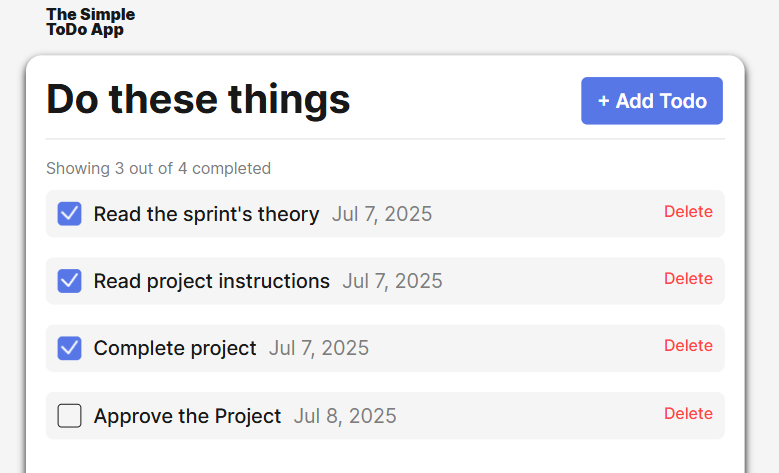 The Simple
ToDo App
Do these things
+ Add Todo
Showing 3 out of 4 completed
Read the sprint's theory Jul 7, 2025 Delete
Read project instructions Jul 7, 2025 Delete
Complete project Jul 7, 2025 Delete
Approve the Project Jul 8, 2025 Delete